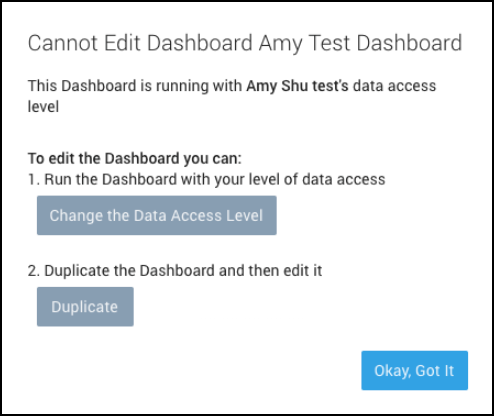 Cannot Edit Dashboard Amy Test Dashboard
This Dashboard is running with Amy Shu test's data access
level
To edit the Dashboard you can:
1. Run the Dashboard with your level of data access
Change the Data Access Level
2. Duplicate the Dashboard and then edit it
Duplicate
Okay, Got It